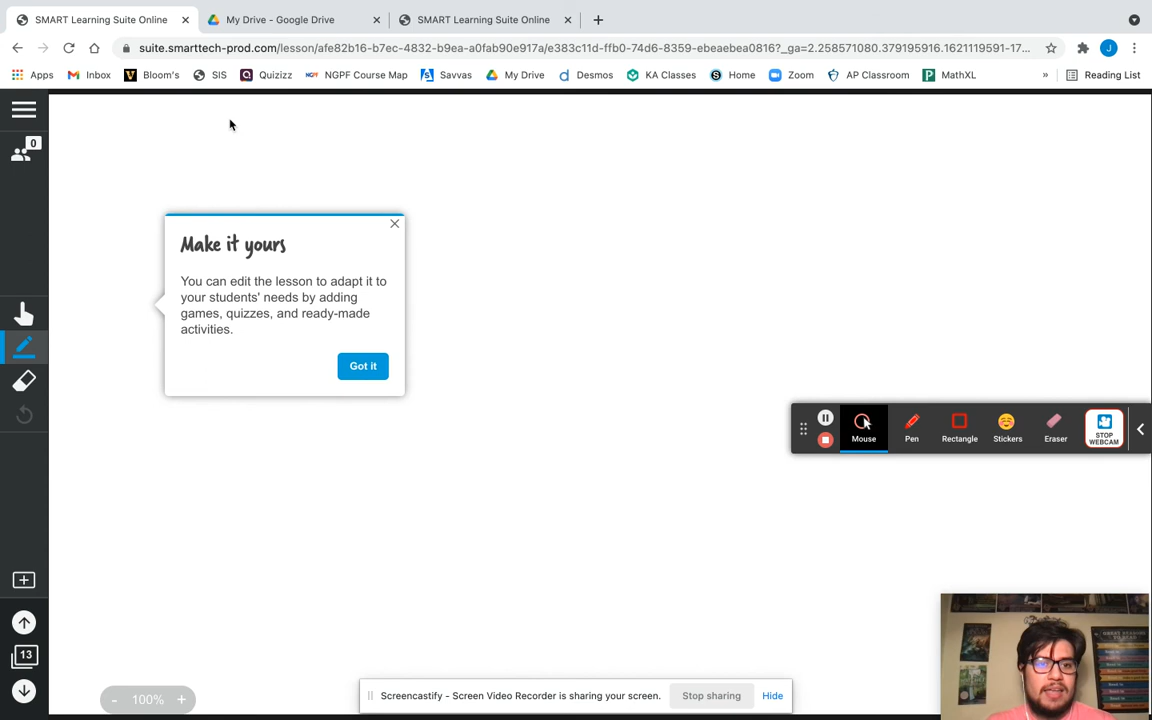 SMART Learning Suite Online
My Drive - Google Drive
SMART Learning Suite Online
suite.smarttech-prod.com/lesson/afe82b16-b7ec-4832-b9ea-a0fab90e917a/e383c11d-ffb0-74d6-8359-ebeaebea0816?_ga=2.258571080.379195916.1621119591-17...
J
Apps
Inbox
Bloom's
SIS
Quizizz
NGPF Course Map
Savvas
My Drive
Desmos
KA Classes
Home
Zoom
AP Classroom
MathXL
»
Reading List
0
Make it yours
You can edit the lesson to adapt it to
your students' needs by adding
games, quizzes, and ready-made
activities.
Got it
Mouse
Pen
Rectangle
Stickers
Eraser
STOP
WEBCAM
13
- 100% +
Screencastify - Screen Video Recorder is sharing your screen.
Stop sharing
Hide